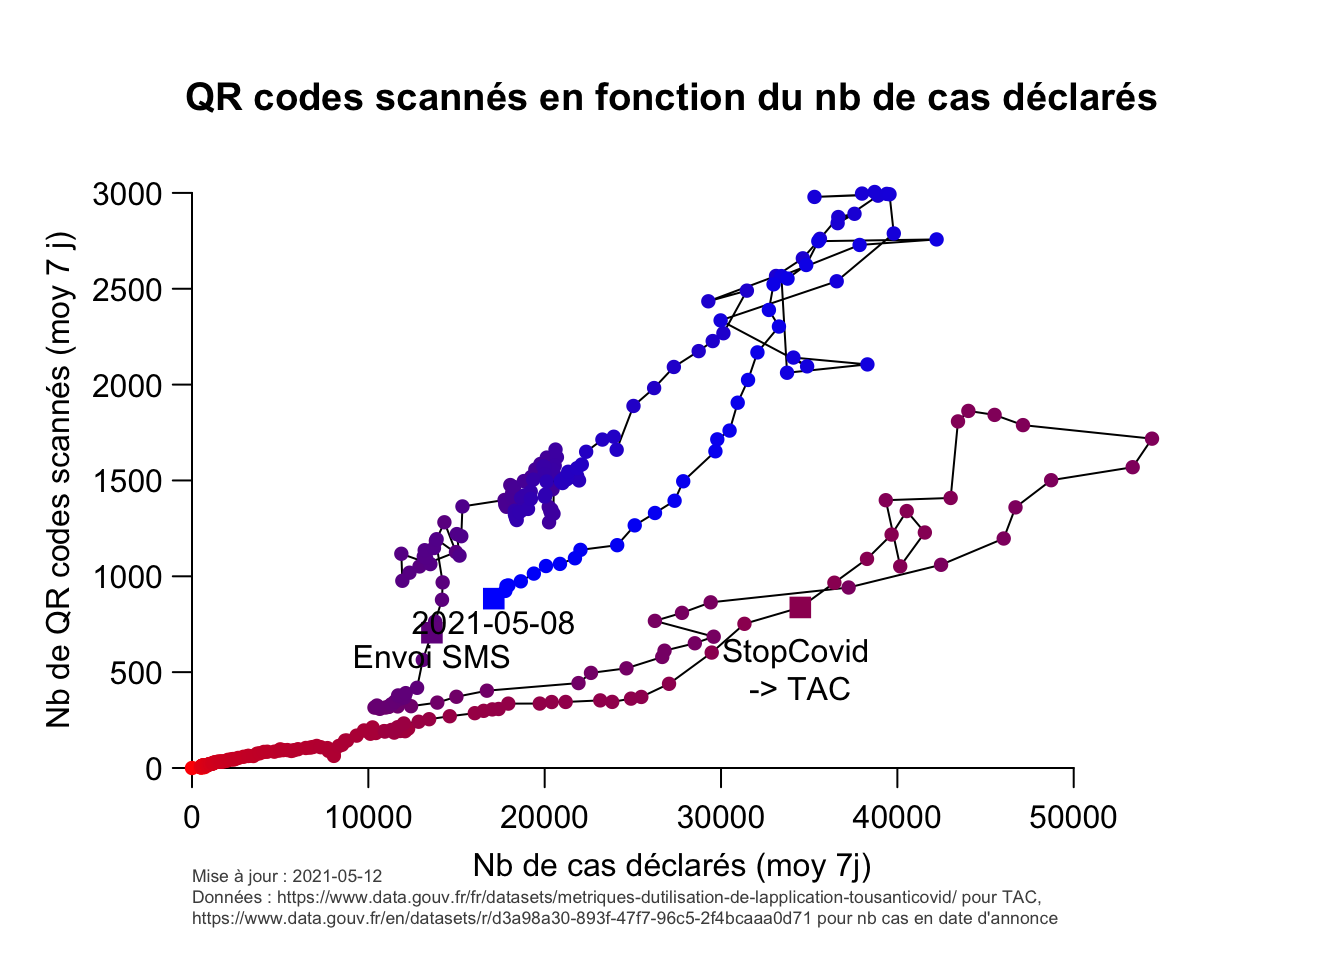 QR codes scannés en fonction du nb de cas déclarés
Nb de QR codes scannés (moy 7 j)
3000
2500
2000
1500
1000
500
0
2021-05-08
Envoi SMS
StopCovid
-> TAC
0 10000 20000 30000 40000 50000
Nb de cas déclarés (moy 7j)
Mise à jour : 2021-05-12
Données : https://www.data.gouv.fr/fr/datasets/metriques-dutilisation-de-lapplication-tousanticovid/ pour TAC,
https://www.data.gouv.fr/en/datasets/r/d3a98a30-893f-47f7-96c5-2f4bcaaa0d71 pour nb cas en date d'annonce